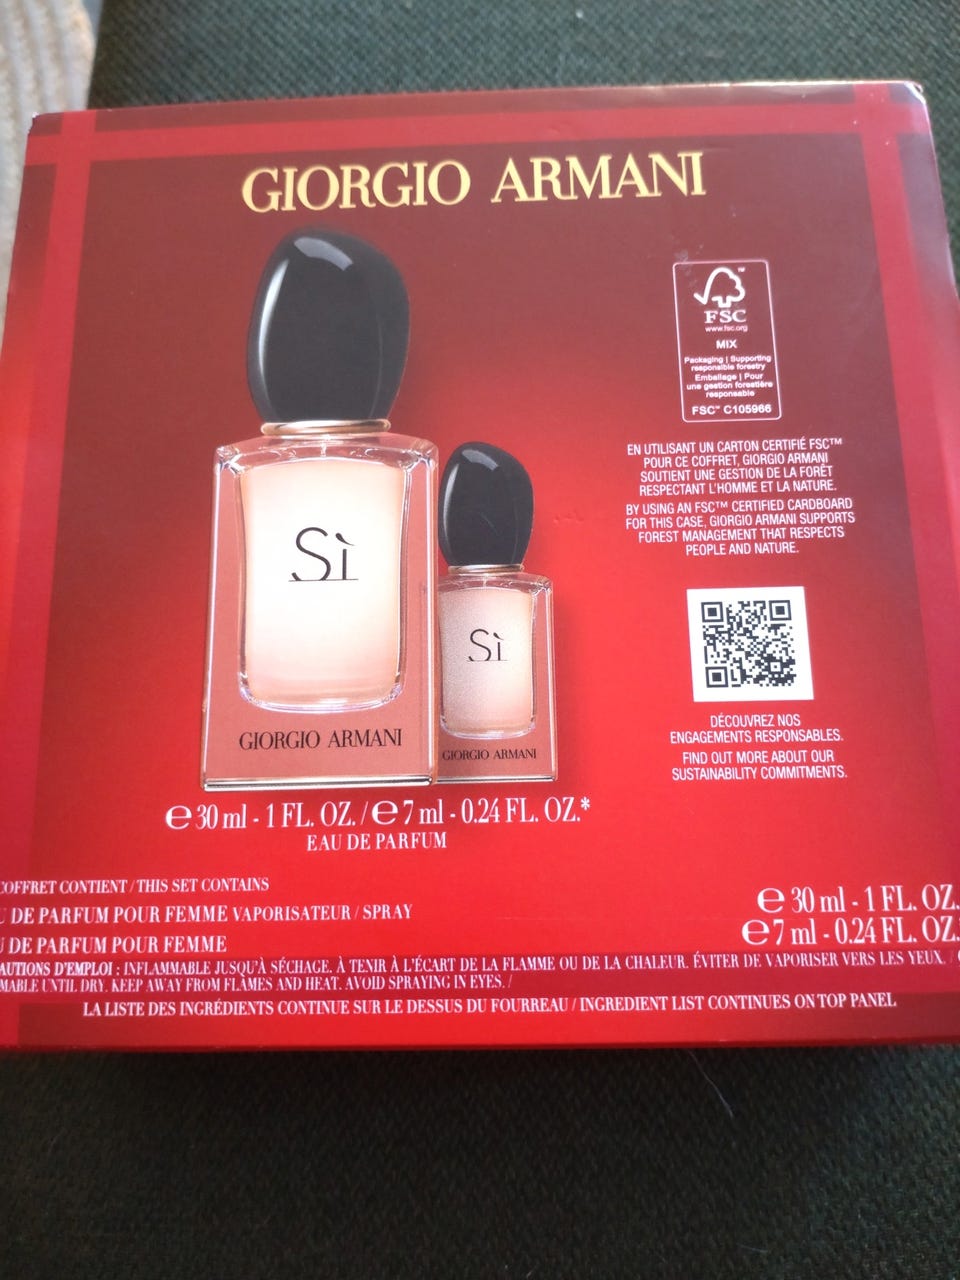 GIORGIO ARMANI
FSC™
www.fsc.org
MIX
Packaging | Supporting
responsible forestry
Emballage | Pour
une gestion forestière
responsable
FSC™ C105966
EN UTILISANT UN CARTON CERTIFIÉ FSC™
POUR CE COFFRET, GIORGIO ARMANI
SOUTIENT UNE GESTION DE LA FORÊT
RESPECTANT L'HOMME ET LA NATURE.
BY USING AN FSC™ CERTIFIED CARDBOARD
FOR THIS CASE, GIORGIO ARMANI SUPPORTS
FOREST MANAGEMENT THAT RESPECTS
PEOPLE AND NATURE.
Sì
GIORGIO ARMANI
Sì
GIORGIO ARMANI
DÉCOUVREZ NOS
ENGAGEMENTS RESPONSABLES.
FIND OUT MORE ABOUT OUR
SUSTAINABILITY COMMITMENTS.
℮ 30 ml - 1 FL. OZ. / ℮ 7 ml - 0.24 FL. OZ.*
EAU DE PARFUM
COFFRET CONTIENT / THIS SET CONTAINS
U DE PARFUM POUR FEMME VAPORISATEUR / SPRAY ℮ 30 ml - 1 FL. OZ.
U DE PARFUM POUR FEMME ℮ 7 ml - 0.24 FL. OZ.*
AUTIONS D'EMPLOI : INFLAMMABLE JUSQU'À SÉCHAGE. À TENIR À L'ÉCART DE LA FLAMME OU DE LA CHALEUR. ÉVITER DE VAPORISER VERS LES YEUX. /
MABLE UNTIL DRY. KEEP AWAY FROM FLAMES AND HEAT. AVOID SPRAYING IN EYES. /
LA LISTE DES INGRÉDIENTS CONTINUE SUR LE DESSUS DU FOURREAU / INGREDIENT LIST CONTINUES ON TOP PANEL